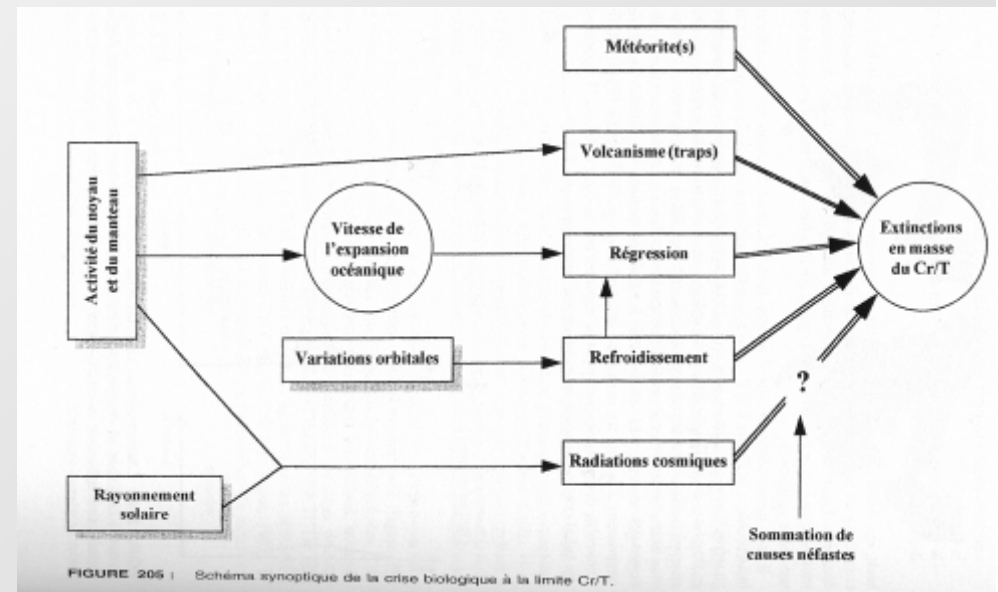 Météorite(s)
Volcanisme (traps)
Activité du noyau
et du manteau
Vitesse de
l'expansion
océanique
Régression
Extinctions
en masse
du Cr/T
Variations orbitales
Refroidissement
?
Radiations cosmiques
Rayonnement
solaire
Sommation de
causes néfastes
FIGURE 205 : Schéma synoptique de la crise biologique à la limite Cr/T.